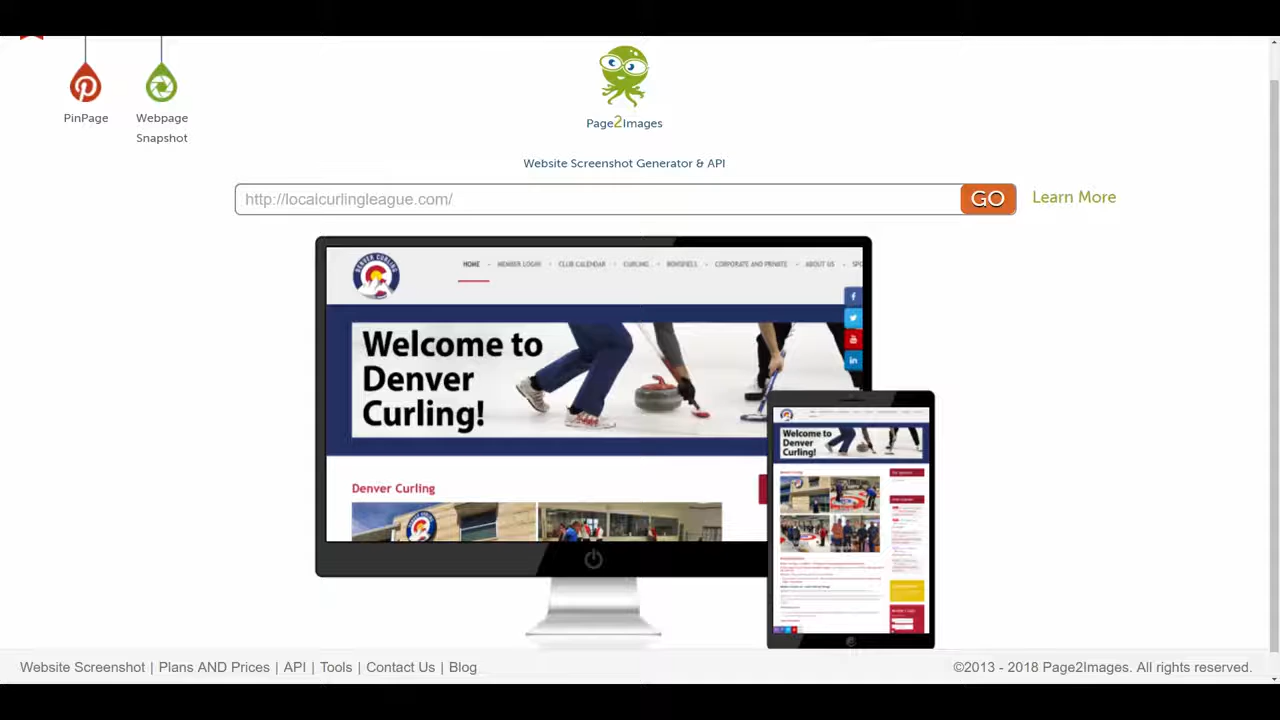 PinPage
Webpage
Snapshot
Page2Images
Website Screenshot Generator & API
http://localcurlingleague.com/
GO
Learn More
DENVER CURLING
HOME
MEMBER LOGIN
CLUB CALENDAR
CURLING
BONSPIELS
CORPORATE AND PRIVATE
ABOUT US
Welcome to
Denver
Curling!
Denver Curling
Welcome to
Denver
Curling!
Website Screenshot | Plans AND Prices | API | Tools | Contact Us | Blog
©2013 - 2018 Page2Images. All rights reserved.